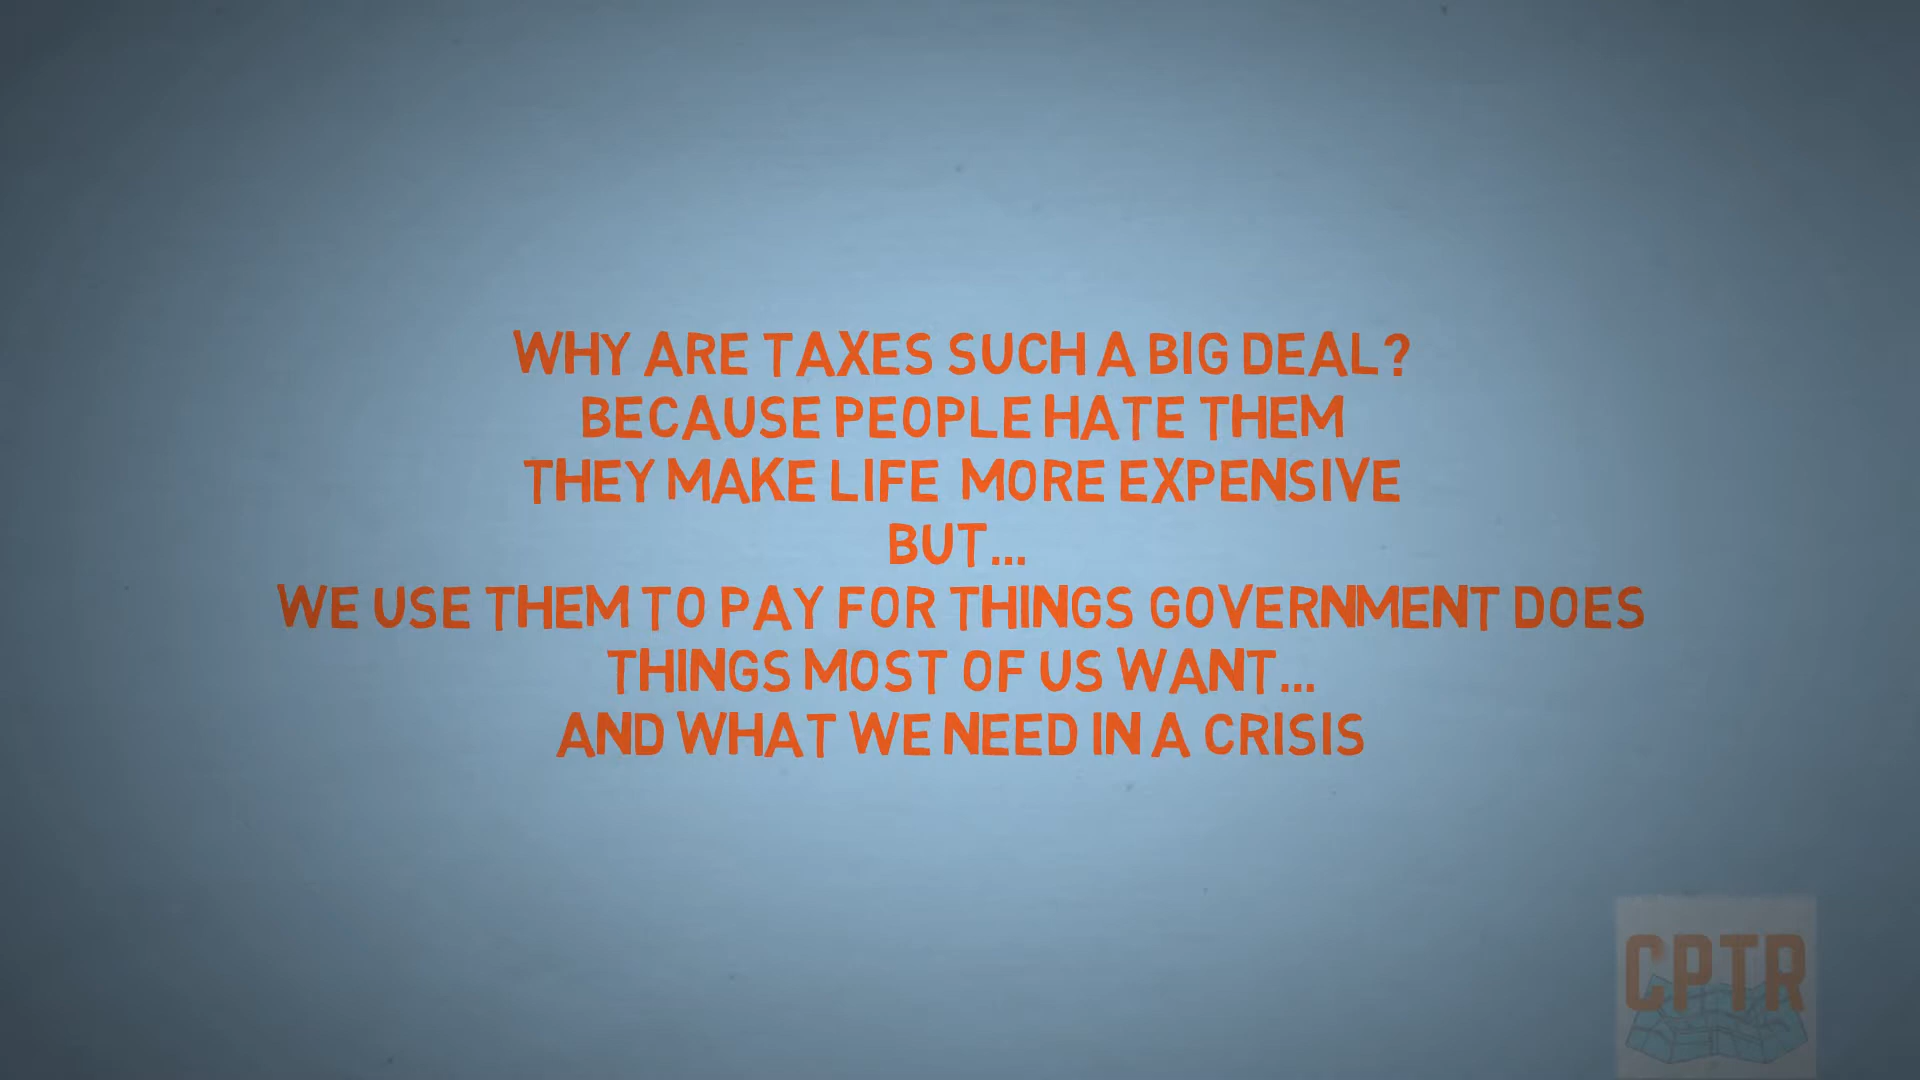 WHY ARE TAXES SUCH A BIG DEAL?
BECAUSE PEOPLE HATE THEM
THEY MAKE LIFE MORE EXPENSIVE
BUT...
WE USE THEM TO PAY FOR THINGS GOVERNMENT DOES
THINGS MOST OF US WANT...
AND WHAT WE NEED IN A CRISIS
CPTR